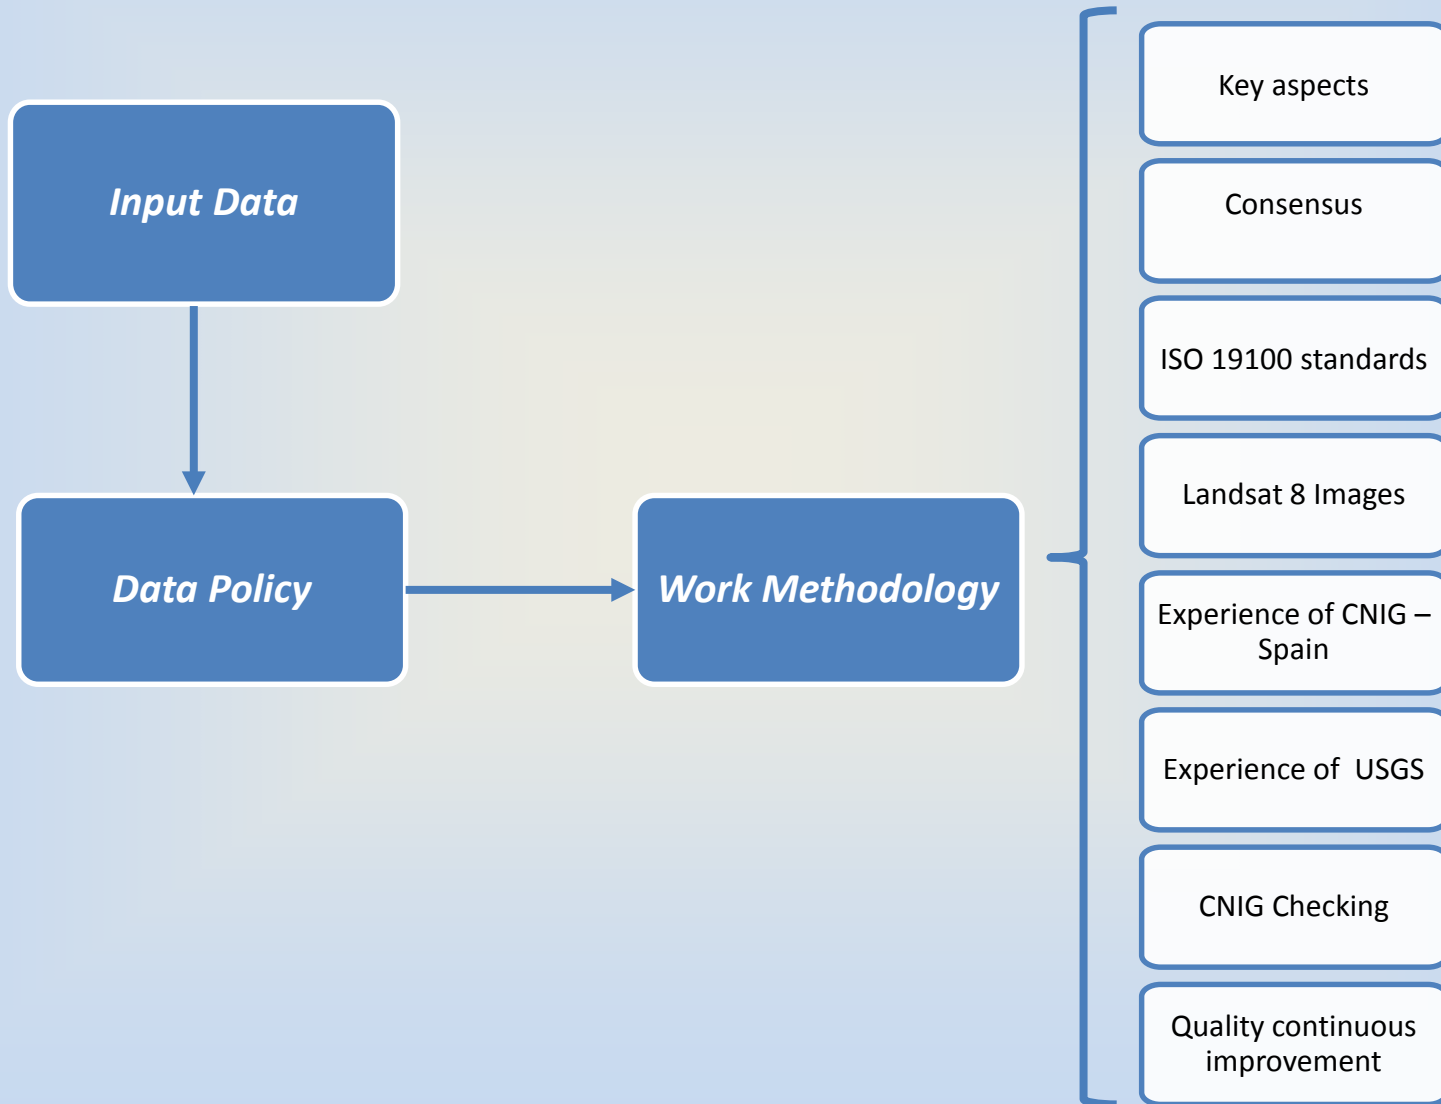 Input Data
Data Policy
Work Methodology
Key aspects
Consensus
ISO 19100 standards
Landsat 8 Images
Experience of CNIG –
Spain
Experience of  USGS
CNIG Checking
Quality continuous
improvement